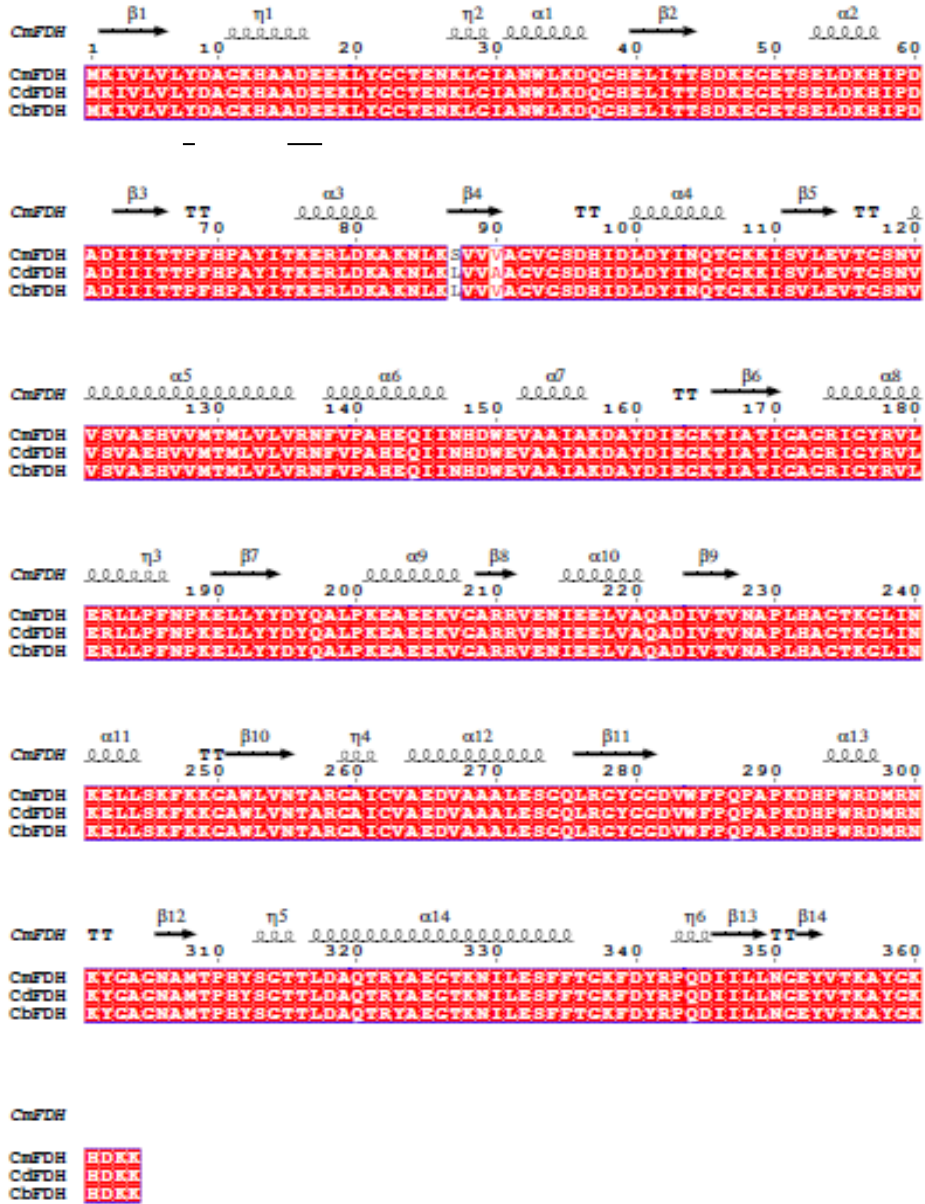 β1 η1 η2 α1 β2 α2
CmFDH
1 10 20 30 40 50 60
CmFDH MKIVLVLYDAGKHAADEEKLYGCTENKLGIANWLKDQGHELITTSDKEGETSELDKHIPD
CdFDH MKIVLVLYDAGKHAADEEKLYGCTENKLGIANWLKDQGHELITTSDKEGETSELDKHIPD
CbFDH MKIVLVLYDAGKHAADEEKLYGCTENKLGIANWLKDQGHELITTSDKEGETSELDKHIPD
β3 α3 β4 α4 β5
CmFDH TT TT TT
70 80 90 100 110 120
CmFDH ADIIITTPFHPAYITKERLDKAKNLKSVVVAGVGSDHIDLDYINQTGKKISVLEVTGSNV
CdFDH ADIIITTPFHPAYITKERLDKAKNLKLVVAAGVGSDHIDLDYINQTGKKISVLEVTGSNV
CbFDH ADIIITTPFHPAYITKERLDKAKNLKLVVVAGVGSDHIDLDYINQTGKKISVLEVTGSNV
α5 α6 α7 β6 α8
CmFDH TT
130 140 150 160 170 180
CmFDH VSVAEHVVMTMLVLVRNFVPAHEQIINHDWEVAAIAKDAYDIEGKTIATIGAGRIGYRVL
CdFDH VSVAEHVVMTMLVLVRNFVPAHEQIINHDWEVAAIAKDAYDIEGKTIATIGAGRIGYRVL
CbFDH VSVAEHVVMTMLVLVRNFVPAHEQIINHDWEVAAIAKDAYDIEGKTIATIGAGRIGYRVL
η3 β7 α9 β8 α10 β9
CmFDH
190 200 210 220 230 240
CmFDH ERLLPFNPKELLYYDYQALPKEAEEKVGARRVENIEELVAQADIVTVNAPLHAGTKGLIN
CdFDH ERLLPFNPKELLYYDYQALPKEAEEKVGARRVENIEELVAQADIVTVNAPLHAGTKGLIN
CbFDH ERLLPFNPKELLYYDYQALPKEAEEKVGARRVENIEELVAQADIVTVNAPLHAGTKGLIN
α11 β10 η4 α12 β11 α13
CmFDH TT
250 260 270 280 290 300
CmFDH KELLSKFKKGAWLVNTARGAICVAEDVAAALESGQLRGYGGDVWFPQPAPKDHPWRDMRN
CdFDH KELLSKFKKGAWLVNTARGAICVAEDVAAALESGQLRGYGGDVWFPQPAPKDHPWRDMRN
CbFDH KELLSKFKKGAWLVNTARGAICVAEDVAAALESGQLRGYGGDVWFPQPAPKDHPWRDMRN
β12 η5 α14 η6 β13 β14
CmFDH TT TT
310 320 330 340 350 360
CmFDH KYGAGNAMTPHYSGTTLDAQTRYAEGTKNILESFFTGKFDYRPQDIILLNGEYVTKAYGK
CdFDH KYGAGNAMTPHYSGTTLDAQTRYAEGTKNILESFFTGKFDYRPQDIILLNGEYVTKAYGK
CbFDH KYGAGNAMTPHYSGTTLDAQTRYAEGTKNILESFFTGKFDYRPQDIILLNGEYVTKAYGK
CmFDH
CmFDH HDKK
CdFDH HDKK
CbFDH HDKK